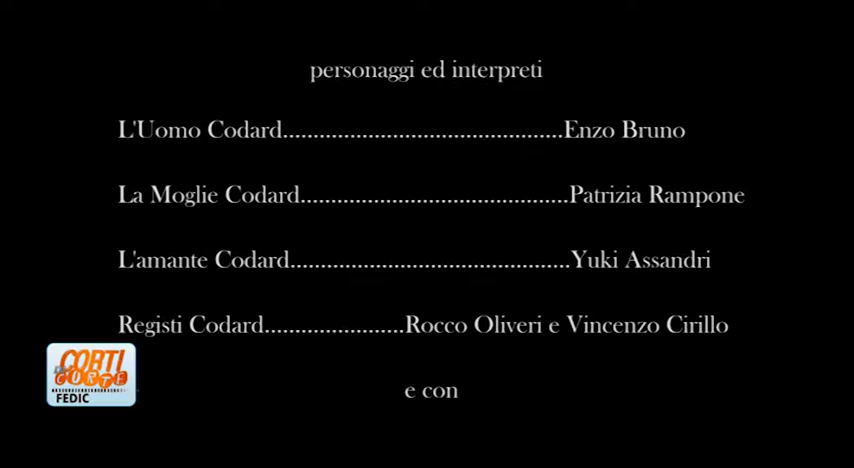 personaggi ed interpreti
L'Uomo Codard..............................................Enzo Bruno
La Moglie Codard............................................Patrizia Rampone
L'amante Codard..............................................Yuki Assandri
Registi Codard.......................Rocco Oliveri e Vincenzo Cirillo
CORTI
CORTE
FEDIC
e con